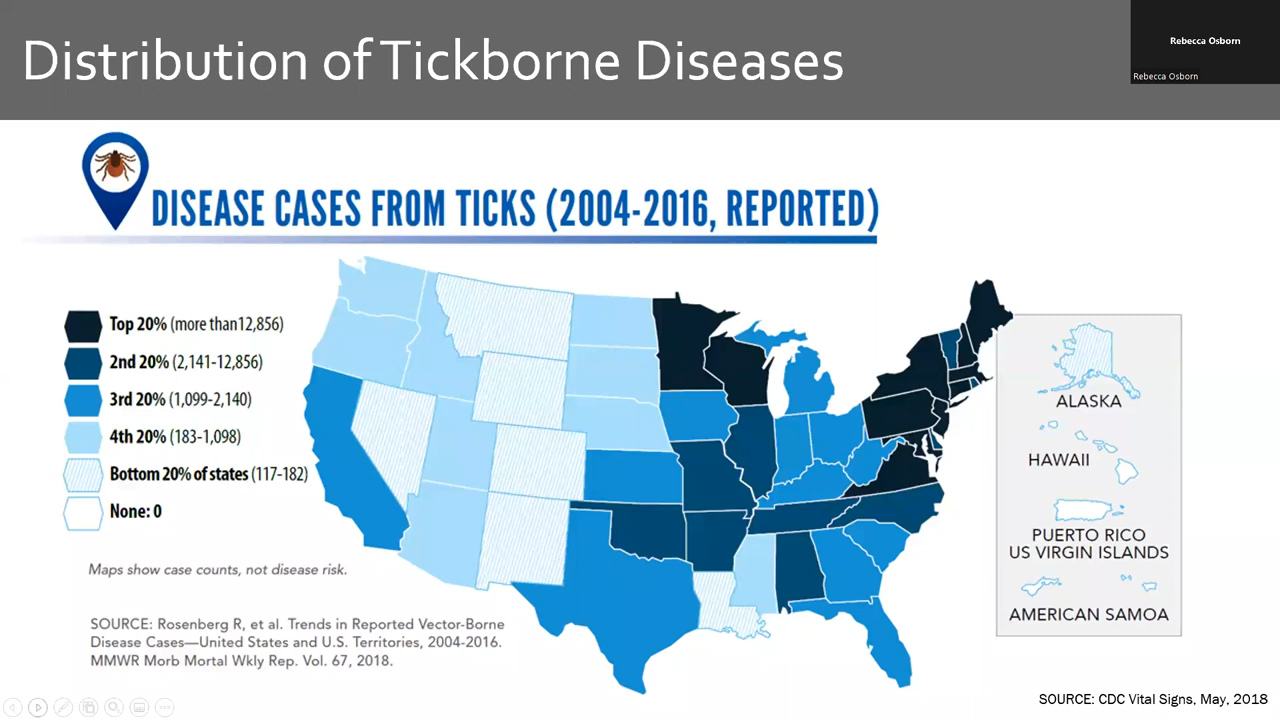 Distribution of Tickborne Diseases
Rebecca Osborn
Rebecca Osborn
DISEASE CASES FROM TICKS (2004-2016, REPORTED)
Top 20% (more than12,856)
2nd 20% (2,141-12,856)
3rd 20% (1,099-2,140)
4th 20% (183-1,098)
Bottom 20% of states (117-182)
None: 0
Maps show case counts, not disease risk.
SOURCE: Rosenberg R, et al. Trends in Reported Vector-Borne
Disease Cases—United States and U.S. Territories, 2004-2016.
MMWR Morb Mortal Wkly Rep. Vol. 67, 2018.
ALASKA
HAWAII
PUERTO RICO
US VIRGIN ISLANDS
AMERICAN SAMOA
SOURCE: CDC Vital Signs, May, 2018